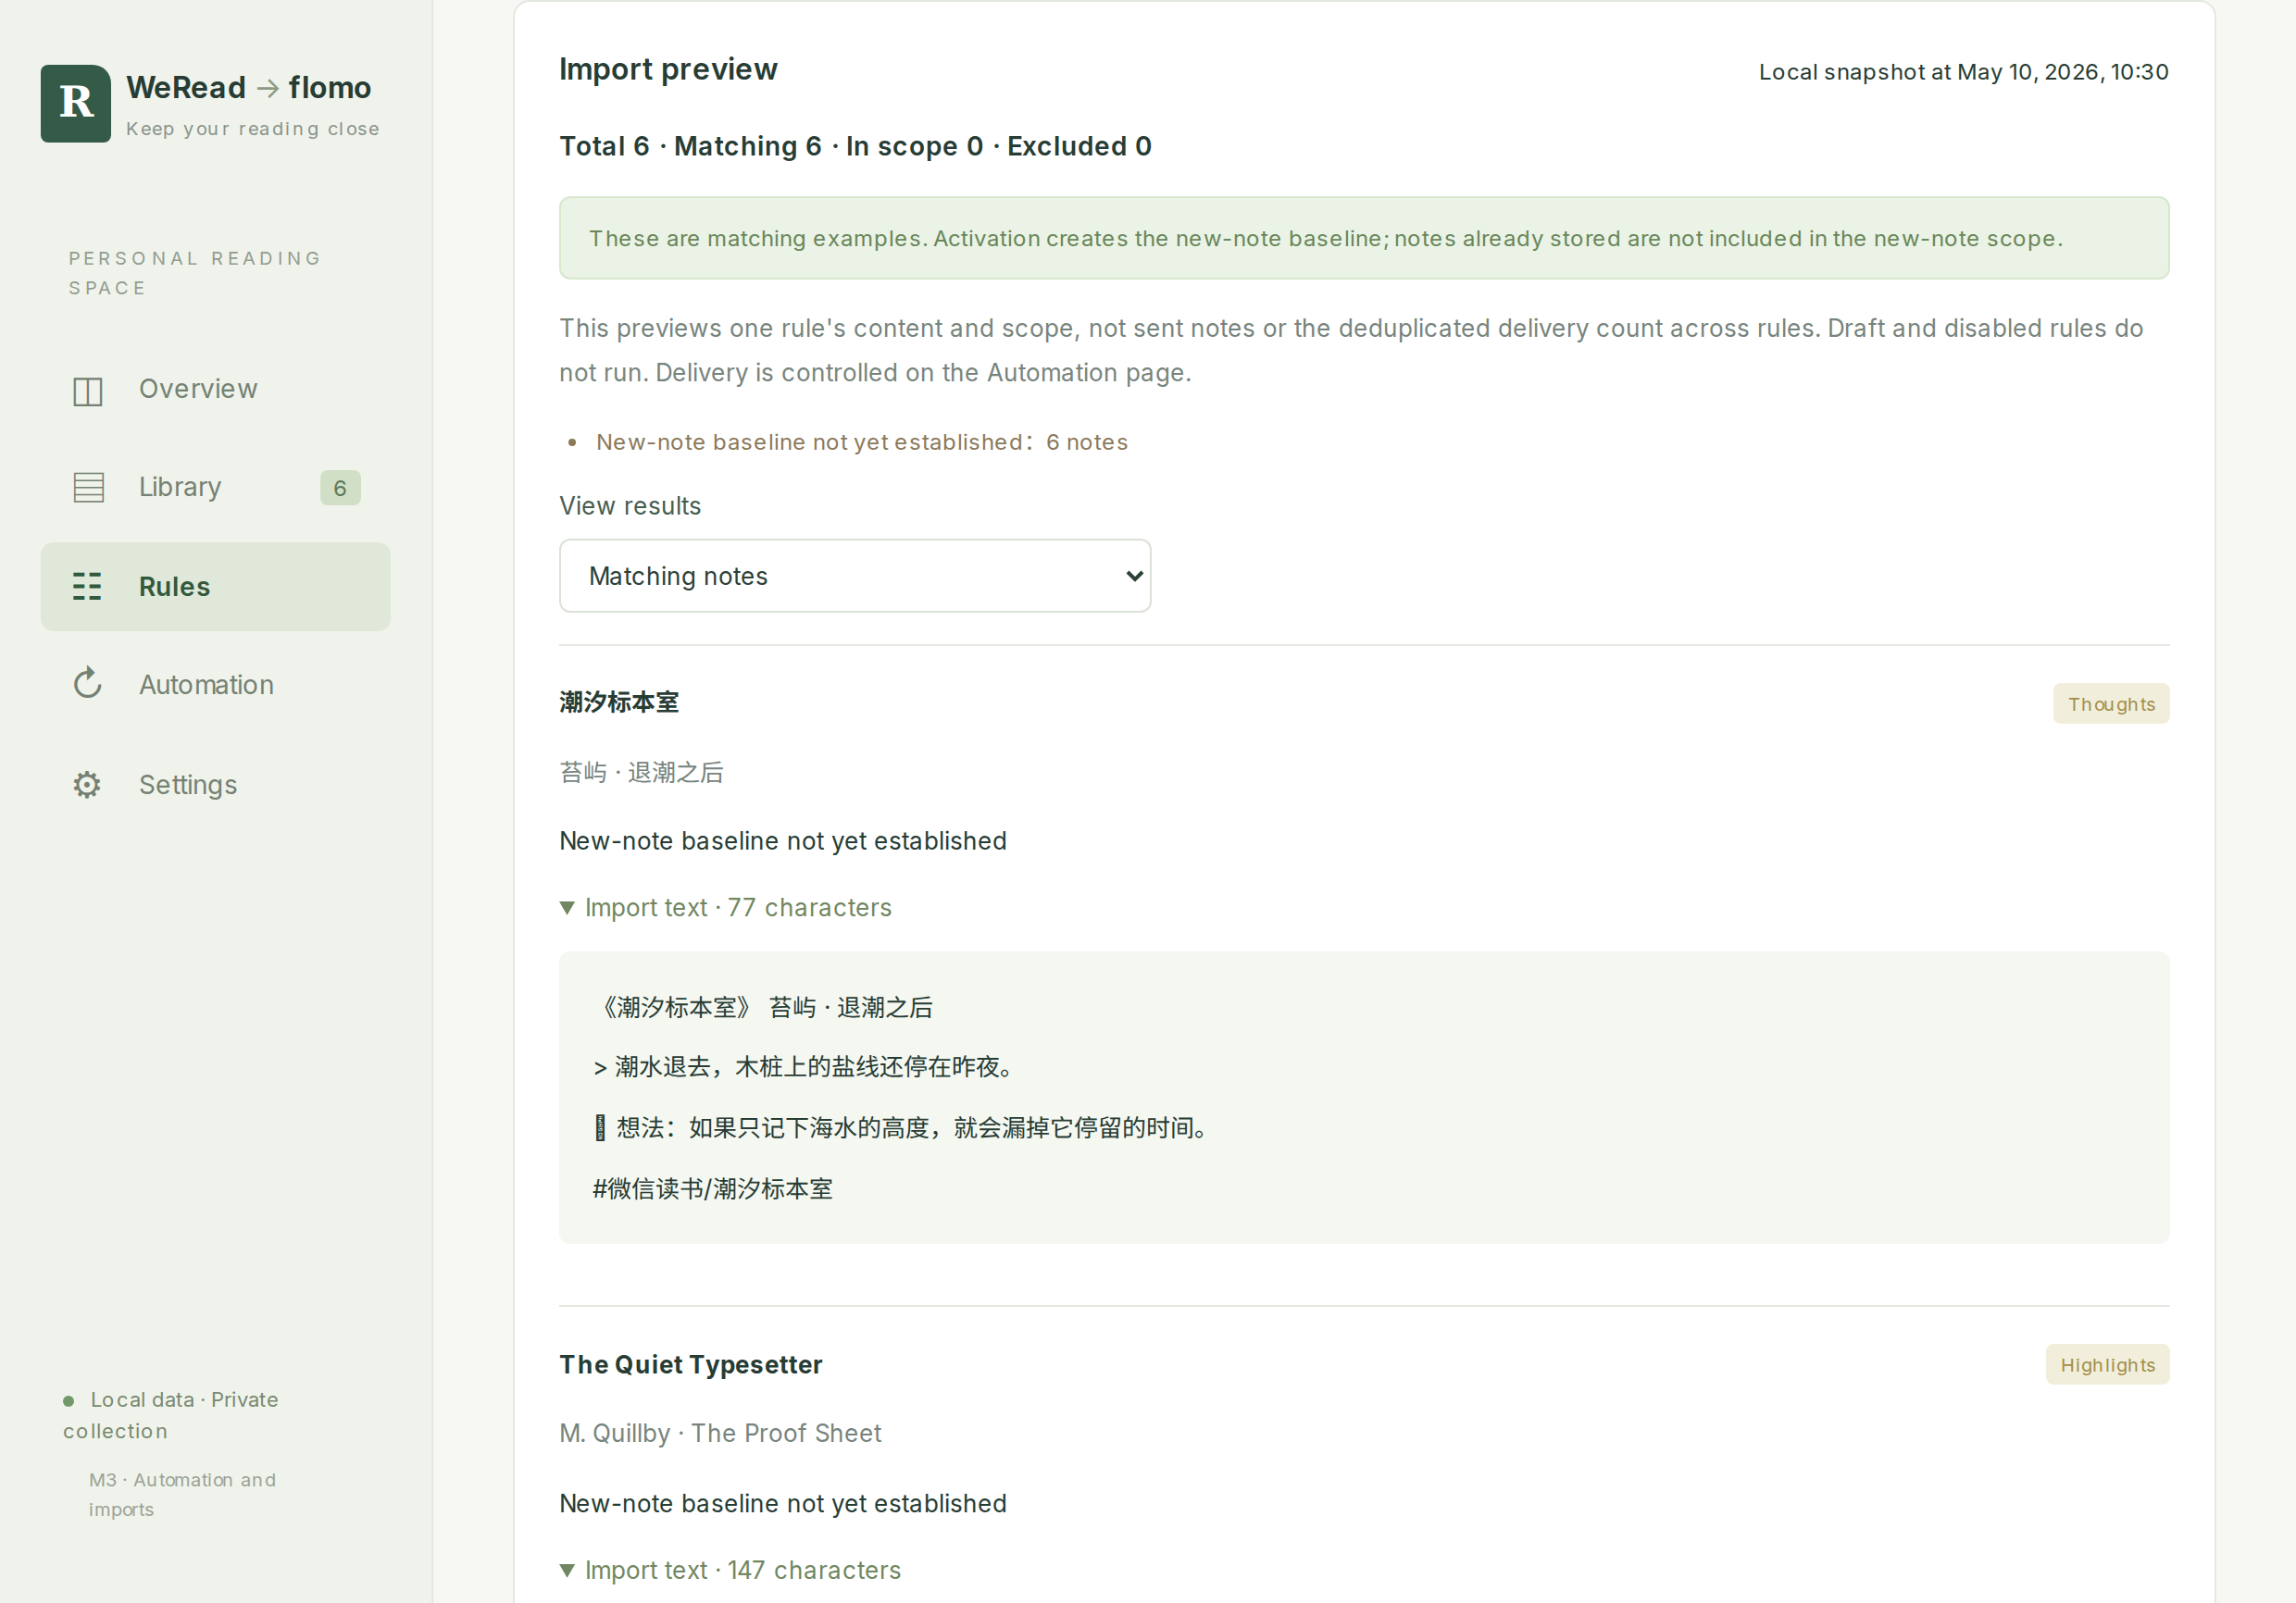 R
WeRead → flomo
Keep your reading close
PERSONAL READING
SPACE
Overview
Library 6
Rules
Automation
Settings
Local data · Private
collection
M3 · Automation and
imports
Import preview
Local snapshot at May 10, 2026, 10:30
Total 6 · Matching 6 · In scope 0 · Excluded 0
These are matching examples. Activation creates the new-note baseline; notes already stored are not included in the new-note scope.
This previews one rule's content and scope, not sent notes or the deduplicated delivery count across rules. Draft and disabled rules do
not run. Delivery is controlled on the Automation page.
• New-note baseline not yet established：6 notes
View results
Matching notes
潮汐标本室
Thoughts
苔屿 · 退潮之后
New-note baseline not yet established
▼ Import text · 77 characters
《潮汐标本室》 苔屿 · 退潮之后
> 潮水退去，木桩上的盐线还停在昨夜。
想法：如果只记下海水的高度，就会漏掉它停留的时间。
#微信读书/潮汐标本室
The Quiet Typesetter
Highlights
M. Quillby · The Proof Sheet
New-note baseline not yet established
▼ Import text · 147 characters